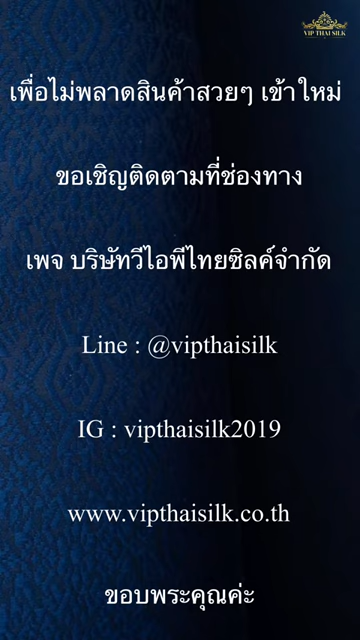 VIP THAI SILK
เพื่อไม่พลาดสินค้าสวยๆ เข้าใหม่
ขอเชิญติดตามที่ช่องทาง
เพจ บริษัทวีไอพีไทยซิลค์จำกัด
Line : @vipthaisilk
IG : vipthaisilk2019
www.vipthaisilk.co.th
ขอบพระคุณค่ะ